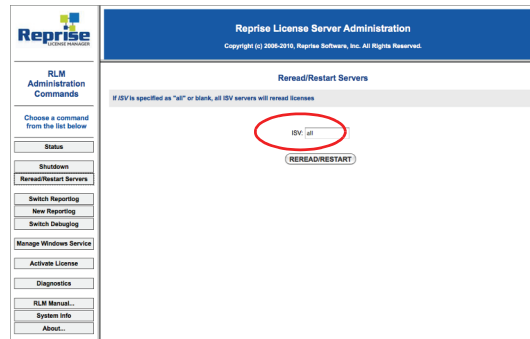 Reprise
LICENSE MANAGER
Reprise License Server Administration
Copyright (c) 2006-2010, Reprise Software, Inc. All Rights Reserved.
RLM
Administration
Commands
Choose a command
from the list below
Status
Shutdown
Reread/Restart Servers
Switch Reportlog
New Reportlog
Switch Debuglog
Manage Windows Service
Activate License
Diagnostics
RLM Manual...
System Info
About...
Reread/Restart Servers
If ISV is specified as "all" or blank, all ISV servers will reread licenses
ISV: all
REREAD/RESTART